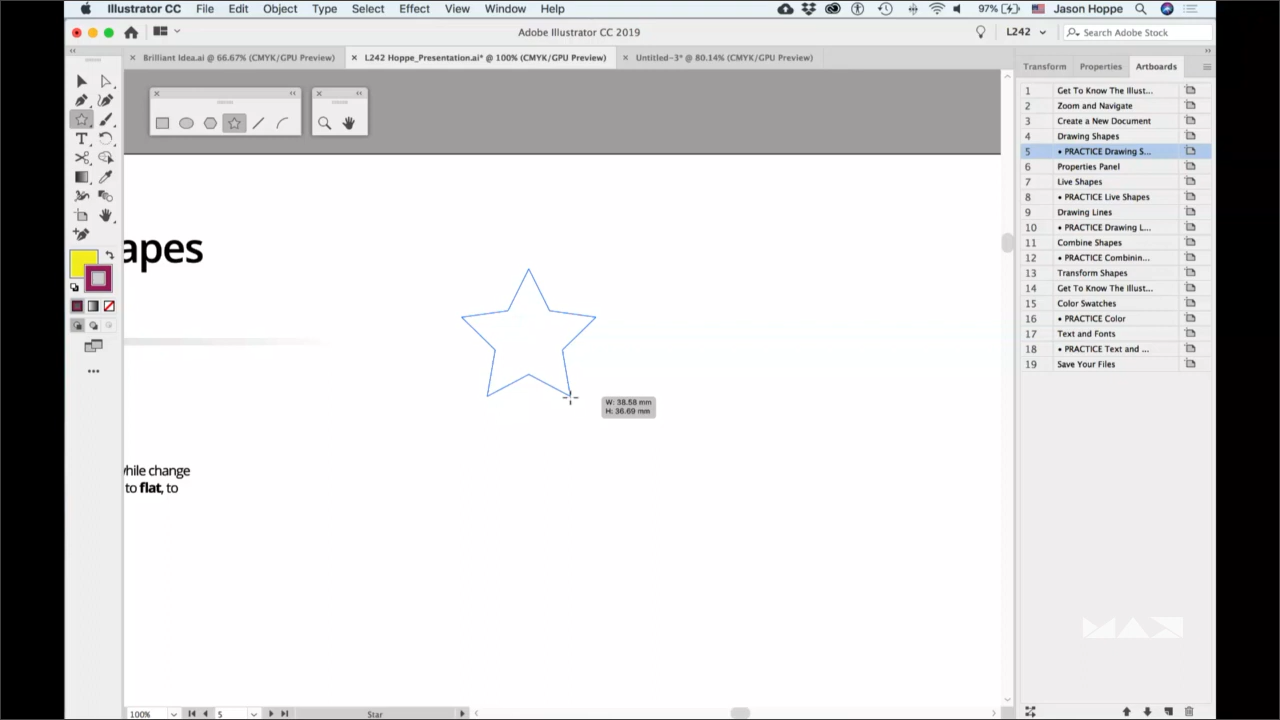 Illustrator CC File Edit Object Type Select Effect View Window Help 97% Jason Hoppe
Adobe Illustrator CC 2019
L242
Search Adobe Stock
Brilliant Idea.ai @ 66.67% (CMYK/GPU Preview)
L242 Hoppe_Presentation.ai* @ 100% (CMYK/GPU Preview)
Untitled-3* @ 80.14% (CMYK/GPU Preview)
Transform Properties Artboards
1 Get To Know The Illust...
2 Zoom and Navigate
3 Create a New Document
4 Drawing Shapes
5 • PRACTICE Drawing S...
6 Properties Panel
7 Live Shapes
8 • PRACTICE Live Shapes
9 Drawing Lines
10 • PRACTICE Drawing L...
11 Combine Shapes
12 • PRACTICE Combinin...
13 Transform Shapes
14 Get To Know The Illust...
15 Color Swatches
16 • PRACTICE Color
17 Text and Fonts
18 • PRACTICE Text and ...
19 Save Your Files
apes
W: 38.58 mm
H: 36.69 mm
while change
to flat, to
MAX
100%
5
Star